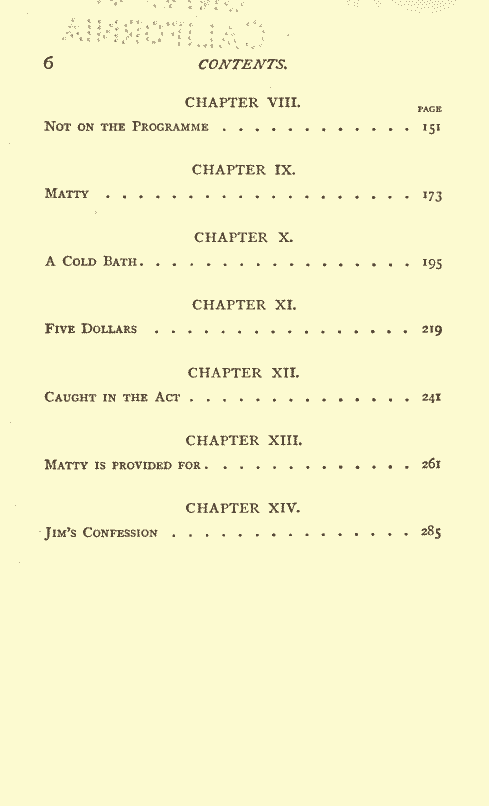 CALIFORNIA
6 CONTENTS.
CHAPTER VIII.
PAGE
NOT ON THE PROGRAMME . . . . . . . . . . . . 151
CHAPTER IX.
MATTY . . . . . . . . . . . . . . . . . . . 173
CHAPTER X.
A COLD BATH. . . . . . . . . . . . . . . . . 195
CHAPTER XI.
FIVE DOLLARS . . . . . . . . . . . . . . . . 219
CHAPTER XII.
CAUGHT IN THE ACT . . . . . . . . . . . . . . 241
CHAPTER XIII.
MATTY IS PROVIDED FOR. . . . . . . . . . . . . 261
CHAPTER XIV.
JIM'S CONFESSION . . . . . . . . . . . . . . . 285